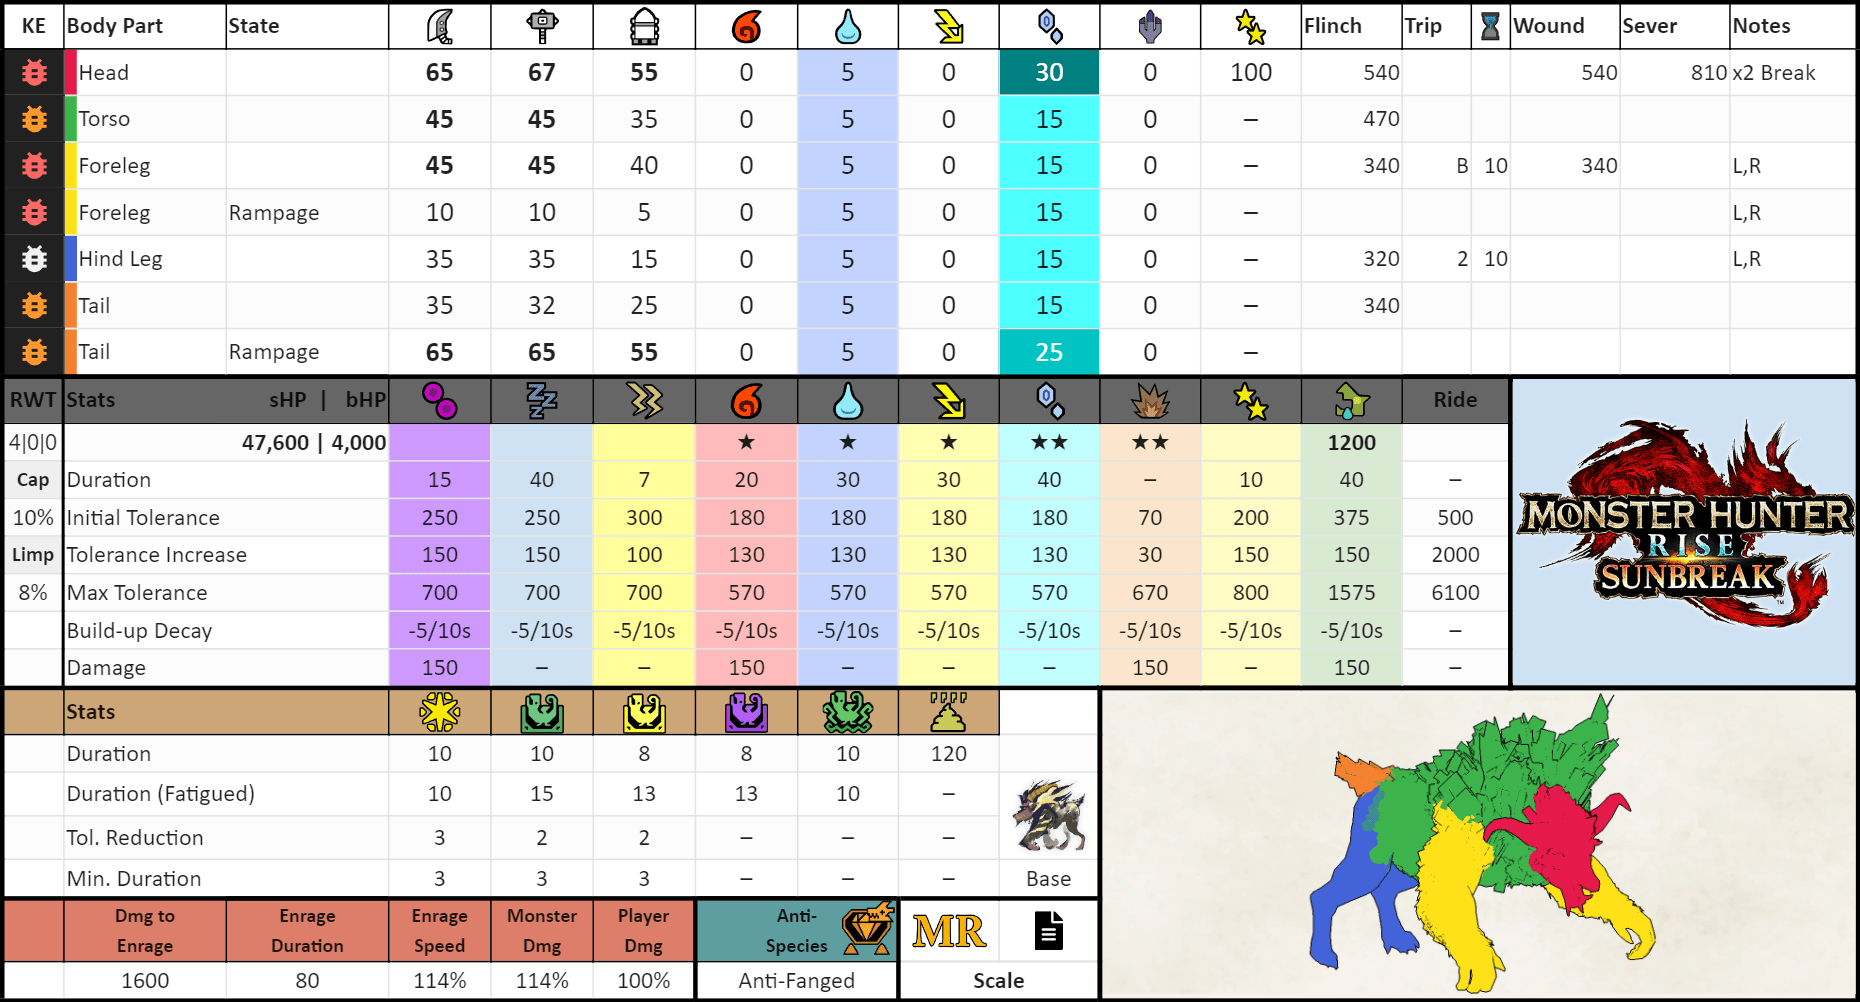 KE Body Part State Flinch Trip Wound Sever Notes
Head 65 67 55 0 5 0 30 0 100 540 540 810 x2 Break
Torso 45 45 35 0 5 0 15 0 – 470
Foreleg 45 45 40 0 5 0 15 0 – 340 B 10 340 L,R
Foreleg Rampage 10 10 5 0 5 0 15 0 – L,R
Hind Leg 35 35 15 0 5 0 15 0 – 320 2 10 L,R
Tail 35 32 25 0 5 0 15 0 – 340
Tail Rampage 65 65 55 0 5 0 25 0 –
RWT Stats sHP | bHP Ride
4|0|0 47,600 | 4,000 ★ ★ ★ ★★ ★★ 1200
Cap Duration 15 40 7 20 30 30 40 – 10 40 –
10% Initial Tolerance 250 250 300 180 180 180 180 70 200 375 500
Limp Tolerance Increase 150 150 100 130 130 130 130 30 150 150 2000
8% Max Tolerance 700 700 700 570 570 570 570 670 800 1575 6100
Build-up Decay -5/10s -5/10s -5/10s -5/10s -5/10s -5/10s -5/10s -5/10s -5/10s -5/10s –
Damage 150 – – 150 – – – 150 – 150 –
MONSTER HUNTER
RISE
SUNBREAK
™
Stats
Duration 10 10 8 8 10 120
Duration (Fatigued) 10 15 13 13 10 –
Tol. Reduction 3 2 2 – – –
Min. Duration 3 3 3 – – – Base
Dmg to Enrage Enrage Monster Player Anti-
Enrage Duration Speed Dmg Dmg Species MR
1600 80 114% 114% 100% Anti-Fanged Scale